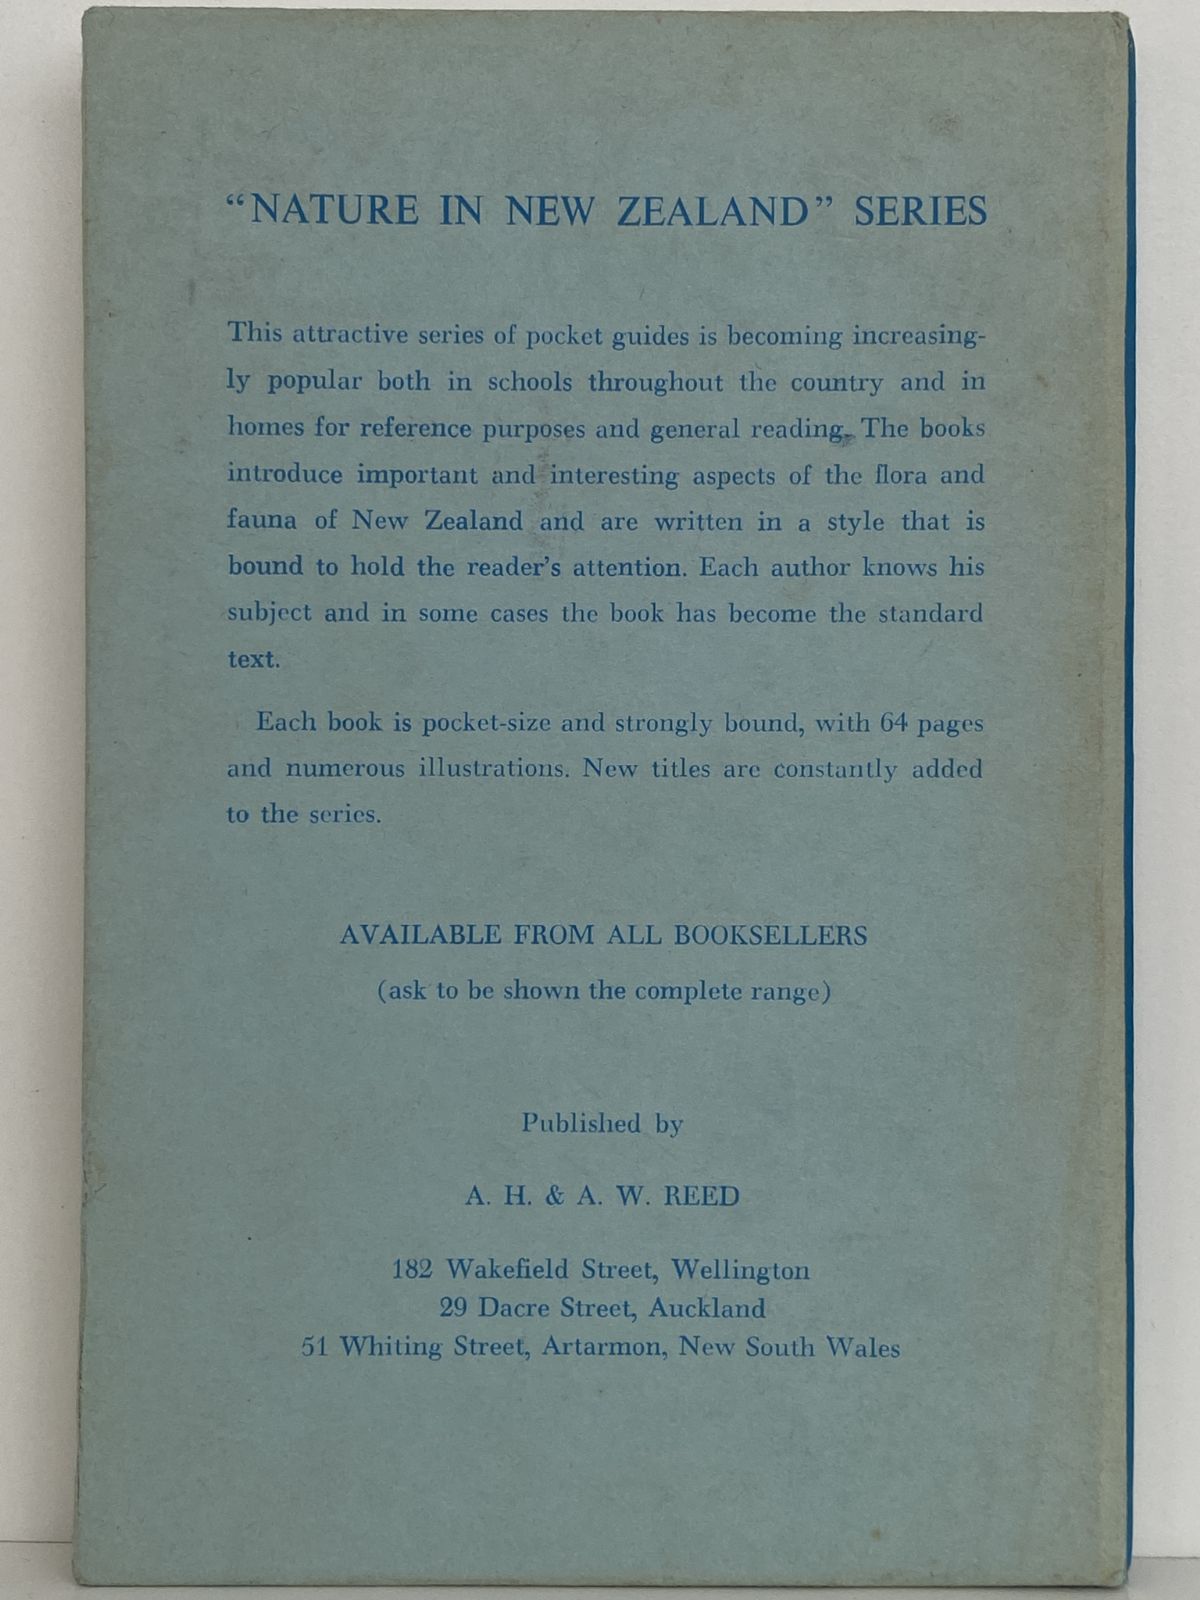 “NATURE IN NEW ZEALAND” SERIES
This attractive series of pocket guides is becoming increasing-
ly popular both in schools throughout the country and in
homes for reference purposes and general reading. The books
introduce important and interesting aspects of the flora and
fauna of New Zealand and are written in a style that is
bound to hold the reader’s attention. Each author knows his
subject and in some cases the book has become the standard
text.
Each book is pocket-size and strongly bound, with 64 pages
and numerous illustrations. New titles are constantly added
to the series.
AVAILABLE FROM ALL BOOKSELLERS
(ask to be shown the complete range)
Published by
A. H. & A. W. REED
182 Wakefield Street, Wellington
29 Dacre Street, Auckland
51 Whiting Street, Artarmon, New South Wales